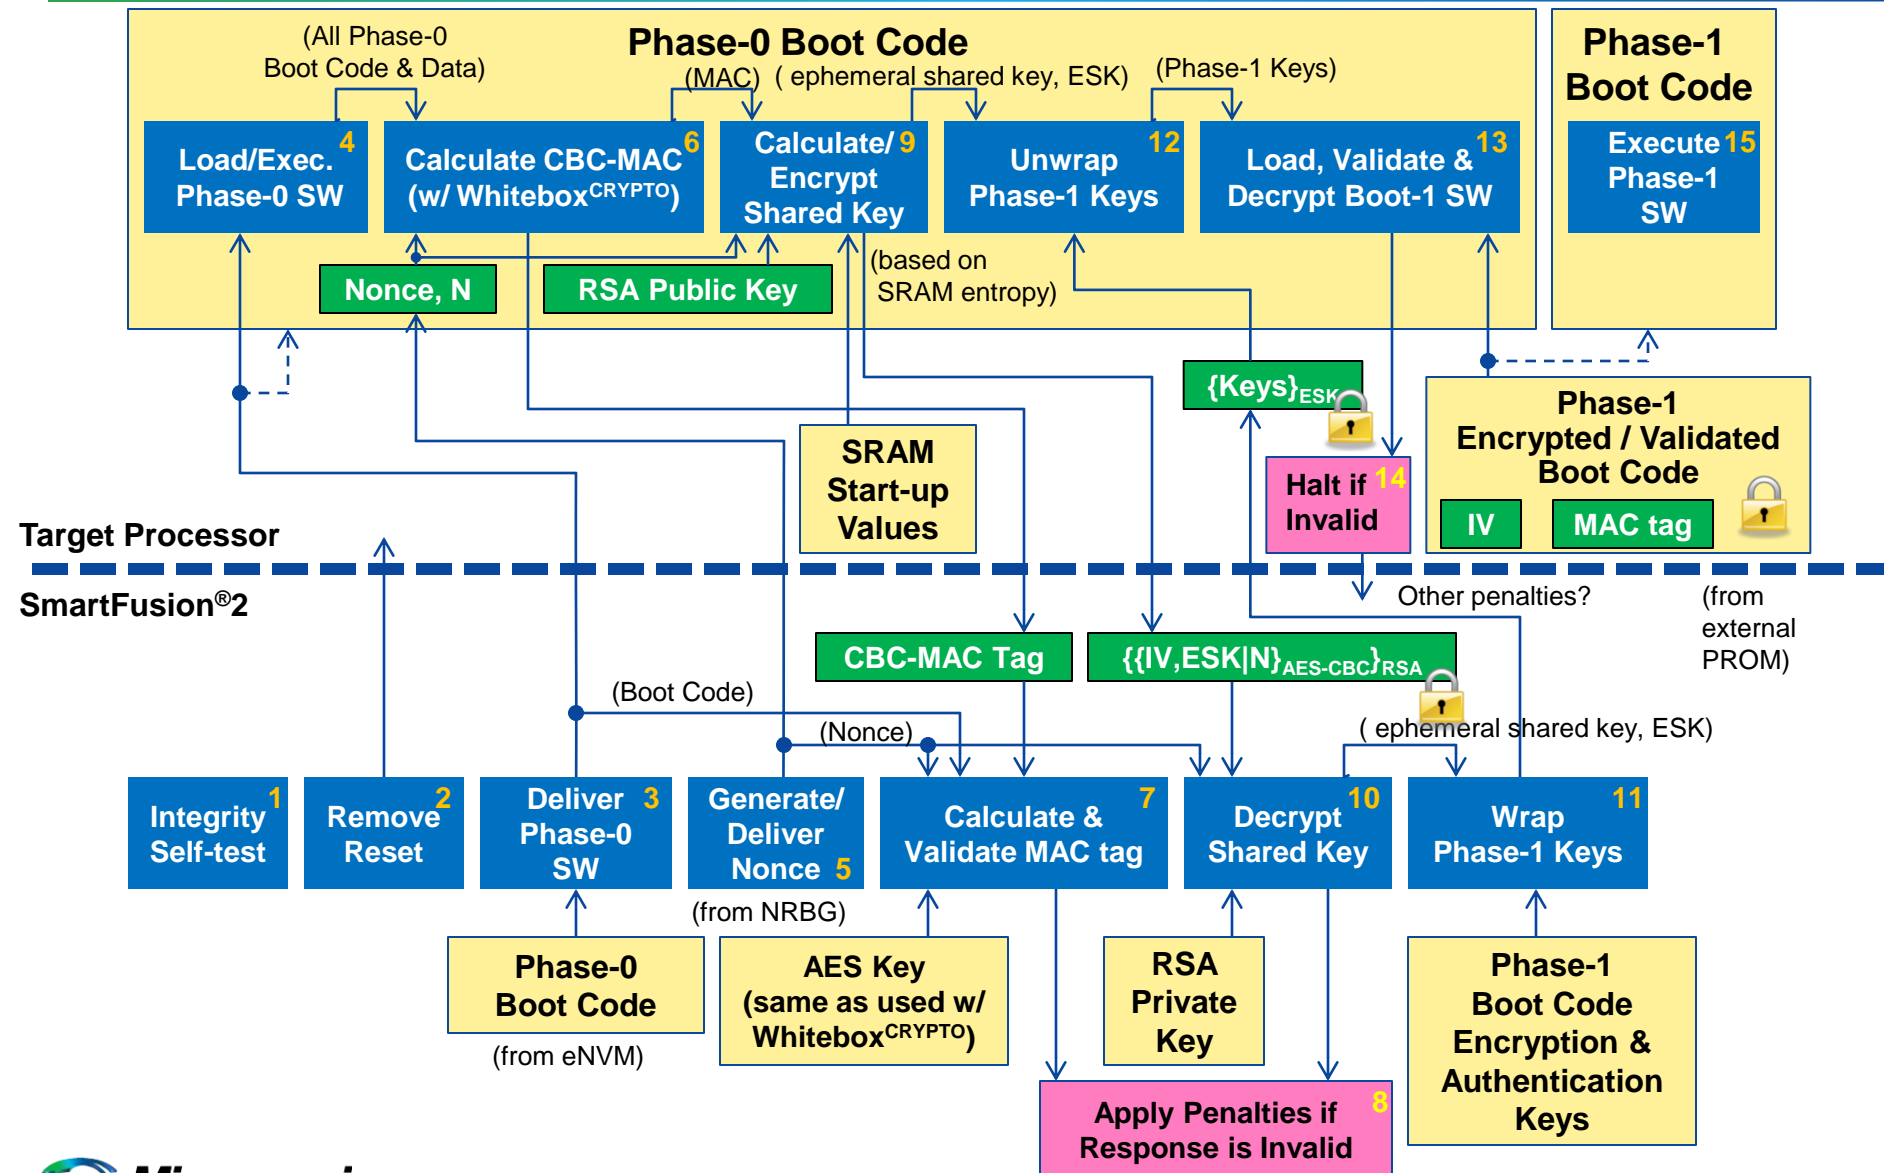 (All Phase-0
Boot Code & Data)
Phase-0 Boot Code
(MAC)
( ephemeral shared key, ESK)
(Phase-1 Keys)
Phase-1
Boot Code
Load/Exec.
Phase-0 SW
4
Calculate CBC-MAC
(w/ WhiteboxCRYPTO)
6
Calculate/
Encrypt
Shared Key
9
Unwrap
Phase-1 Keys
12
Load, Validate &
Decrypt Boot-1 SW
13
Execute
Phase-1
SW
15
Nonce, N
RSA Public Key
(based on
SRAM entropy)
{Keys}ESK
Phase-1
Encrypted / Validated
Boot Code
IV
MAC tag
SRAM
Start-up
Values
Halt if
Invalid
14
Target Processor
SmartFusion®2
Other penalties?
(from
external
PROM)
CBC-MAC Tag
{{IV,ESK|N}AES-CBC}RSA
(Boot Code)
(Nonce)
( ephemeral shared key, ESK)
Integrity
Self-test
1
Remove
Reset
2
Deliver
Phase-0
SW
3
Generate/
Deliver
Nonce
5
Calculate &
Validate MAC tag
7
Decrypt
Shared Key
10
Wrap
Phase-1 Keys
11
(from NRBG)
Phase-0
Boot Code
(from eNVM)
AES Key
(same as used w/
WhiteboxCRYPTO)
RSA
Private
Key
Phase-1
Boot Code
Encryption &
Authentication
Keys
Apply Penalties if
Response is Invalid
8